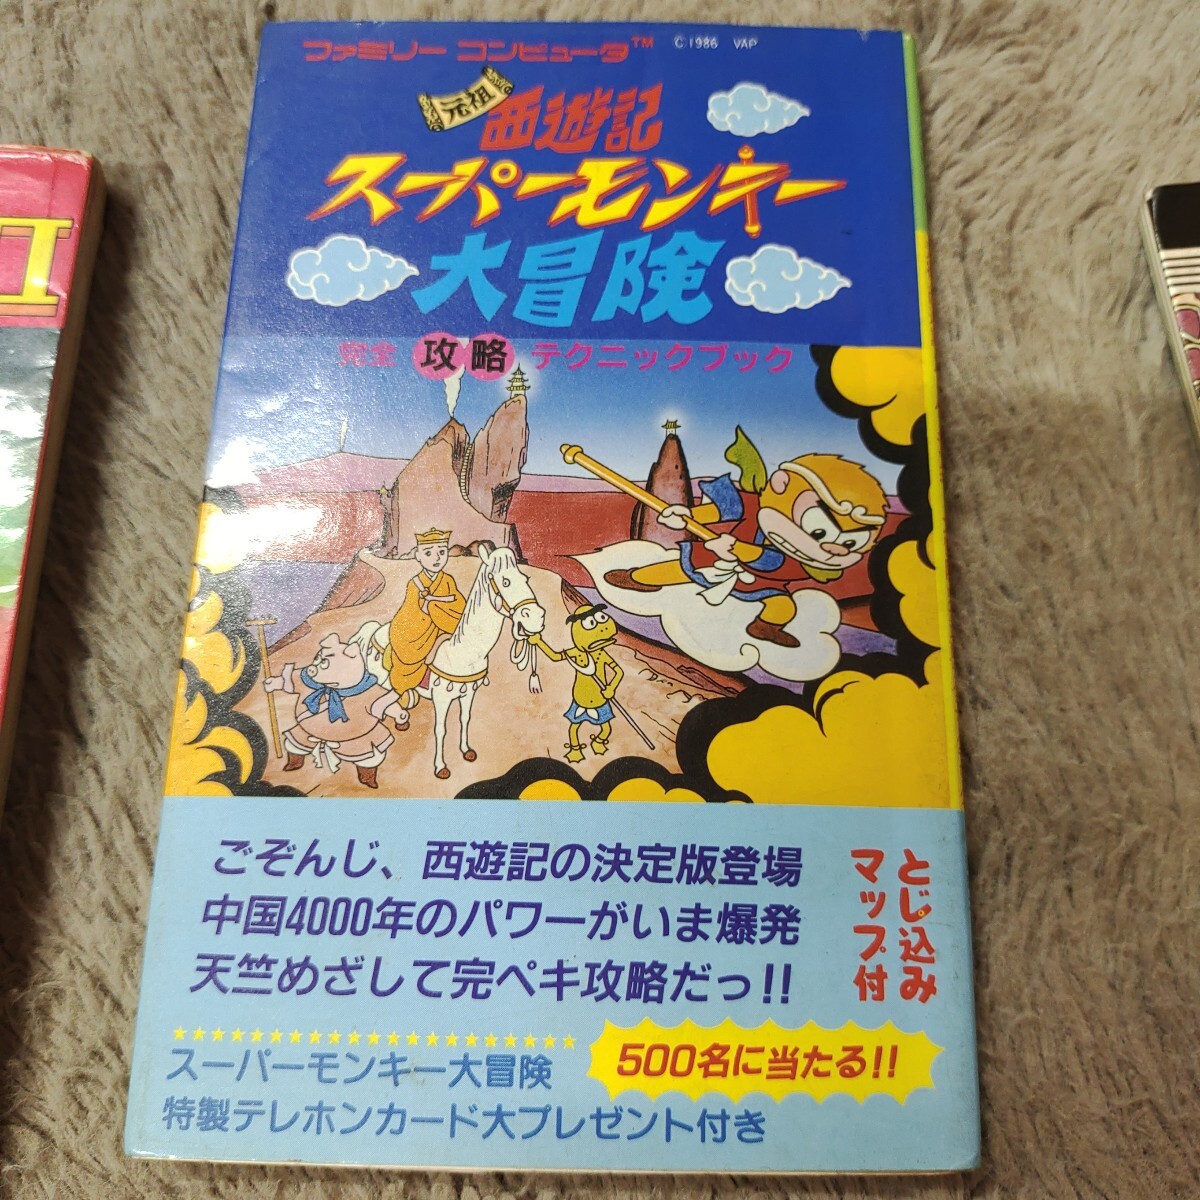 ファミリー コンピュータ™ C.1986 VAP
元祖
西遊記
スーパーモンキー
大冒険
完全 攻略 テクニックブック
ごぞんじ、西遊記の決定版登場
中国4000年のパワーがいま爆発
天竺めざして完ペキ攻略だっ!!
とじ込み
マップ付
500名に当たる!!
スーパーモンキー大冒険
特製テレホンカード大プレゼント付き